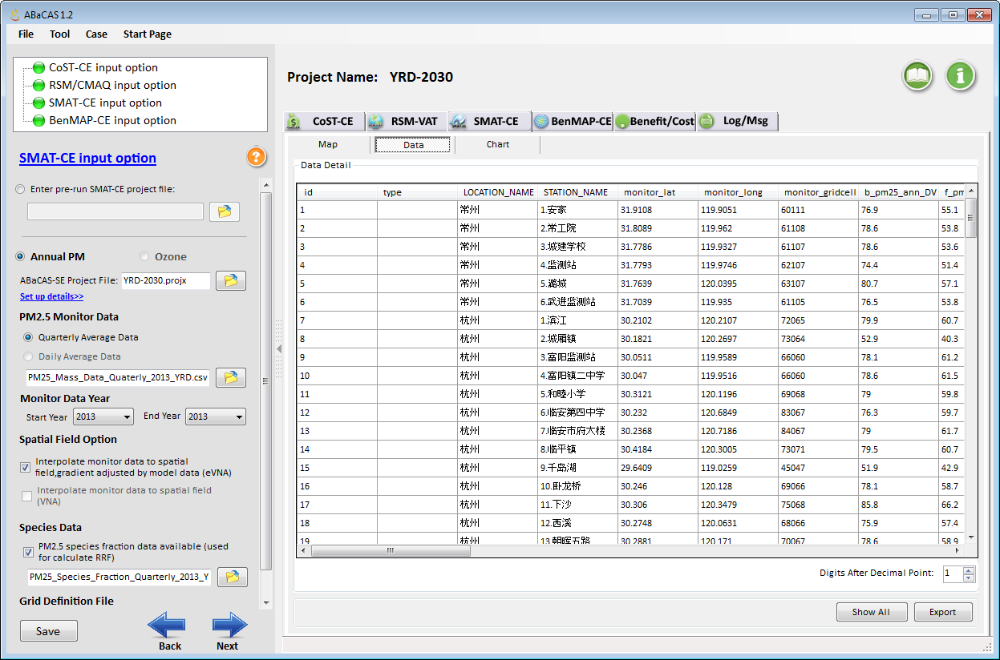 ABaCAS 1.2
File Tool Case Start Page
CoST-CE input option
RSM/CMAQ input option
SMAT-CE input option
BenMAP-CE input option
SMAT-CE input option
?
Enter pre-run SMAT-CE project file:
Annual PM Ozone
ABaCAS-SE Project File: YRD-2030.projx
Set up details>>
PM2.5 Monitor Data
Quarterly Average Data
Daily Average Data
PM25_Mass_Data_Quaterly_2013_YRD.csv
Monitor Data Year
Start Year 2013 End Year 2013
Spatial Field Option
Interpolate monitor data to spatial
field,gradient adjusted by model data (eVNA)
Interpolate monitor data to spatial field
(VNA)
Species Data
PM2.5 species fraction data available (used
for calculate RRF)
PM25_Species_Fraction_Quarterly_2013_Y
Grid Definition File
Save Back Next
Project Name: YRD-2030
CoST-CE RSM-VAT SMAT-CE BenMAP-CE Benefit/Cost Log/Msg
Map Data Chart
Data Detail
id type LOCATION_NAME STATION_NAME monitor_lat monitor_long monitor_gridcell b_pm25_ann_DV f_pm
1 常州 1.安家 31.9108 119.9051 60111 76.9 55.1
2 常州 2.常工院 31.8089 119.962 61108 78.6 53.8
3 常州 3.城建学校 31.7786 119.9327 61107 78.6 53.6
4 常州 4.监测站 31.7793 119.9746 62107 74.4 51.4
5 常州 5.潞城 31.7639 120.0395 63107 80.7 57.1
6 常州 6.武进监测站 31.7039 119.935 61105 76.5 53.8
7 杭州 1.滨江 30.2102 120.2107 72065 79.9 60.7
8 杭州 2.城厢镇 30.1821 120.2697 73064 52.9 40.3
9 杭州 3.富阳监测站 30.0511 119.9589 66060 78.1 61.2
10 杭州 4.富阳镇二中学 30.047 119.9516 66060 78.6 61.5
11 杭州 5.和睦小学 30.3121 120.1196 69068 79 59.8
12 杭州 6.临安第四中学 30.232 120.6849 83067 76.3 59.7
13 杭州 7.临安市府大楼 30.2368 120.7186 84067 79 61.7
14 杭州 8.临平镇 30.4184 120.3005 73071 79.5 60.7
15 杭州 9.千岛湖 29.6409 119.0259 45047 51.9 42.9
16 杭州 10.卧龙桥 30.246 120.128 69066 78.1 58.7
17 杭州 11.下沙 30.306 120.3479 75068 85.8 66.2
18 杭州 12.西溪 30.2748 120.0631 68066 75.9 57.4
19 杭州 13.朝晖五路 30.2881 120.171 70067 78.6 58.9
Digits After Decimal Point: 1
Show All Export